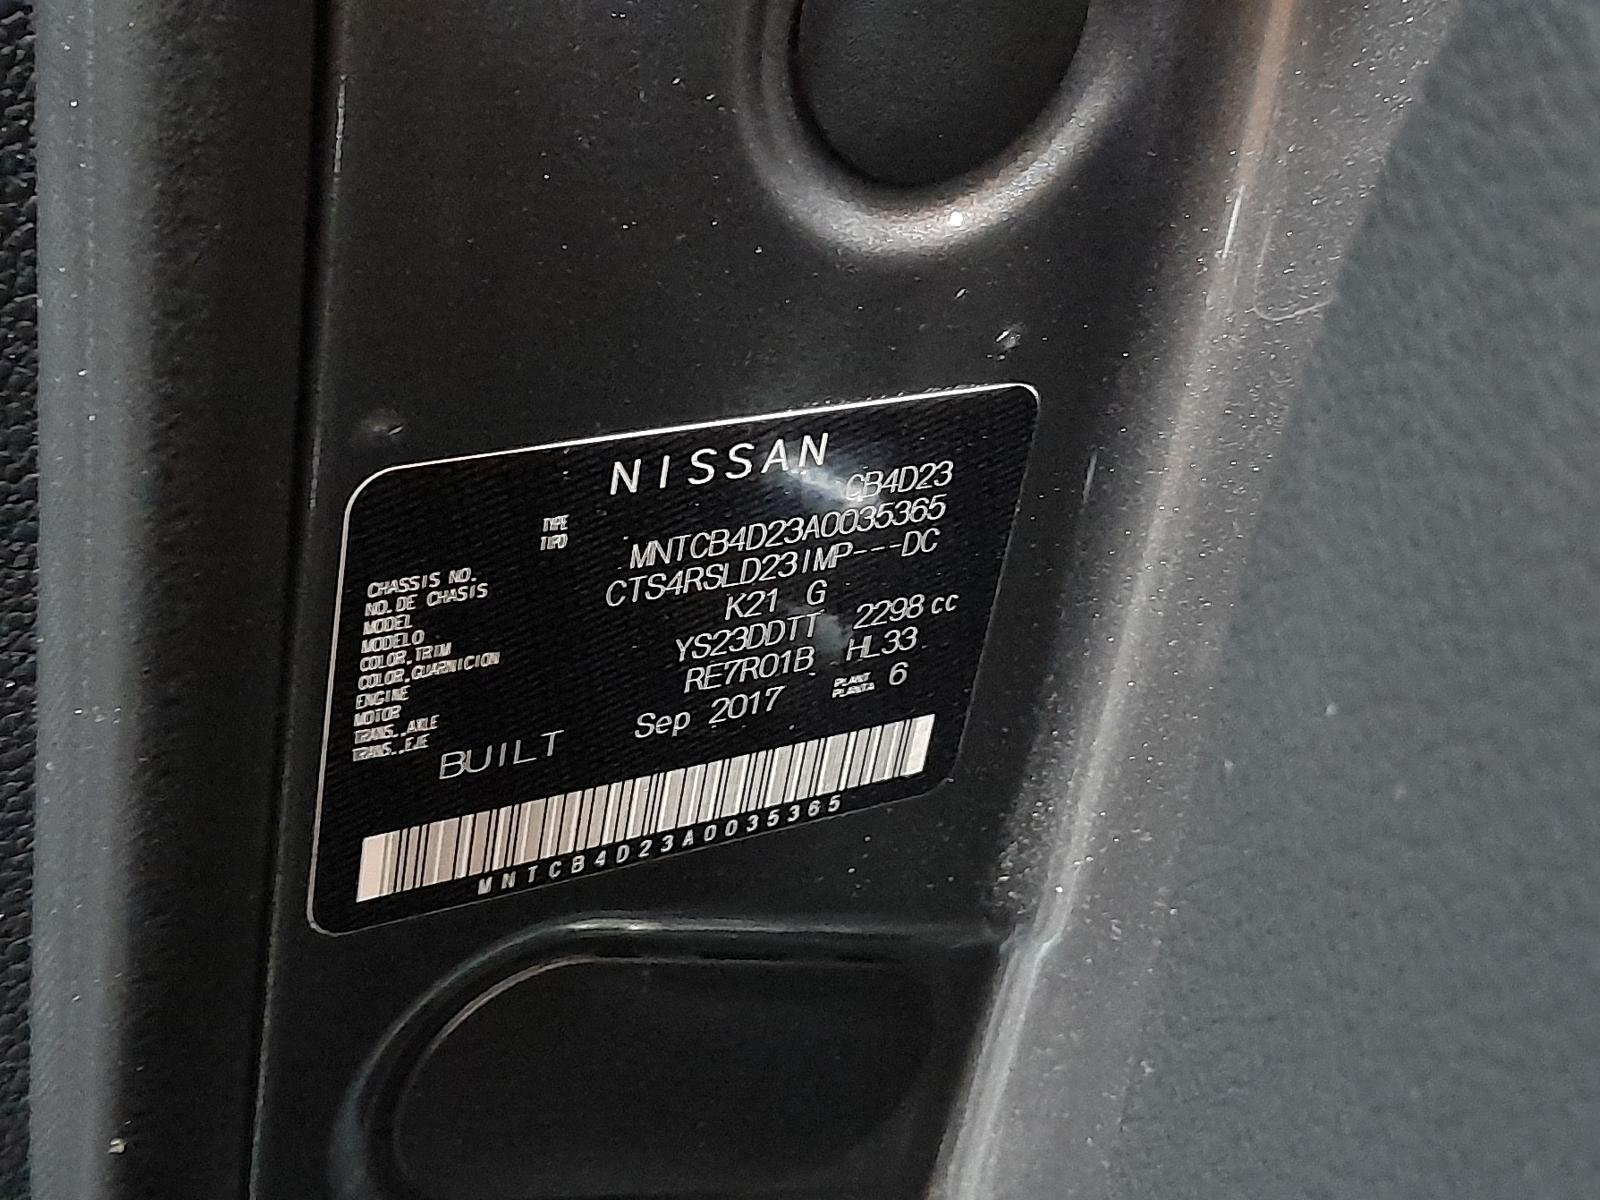 NISSAN
TYPE CB4D23
TIPO
CHASSIS NO. MNTCB4D23A0035365
NO. DE CHASIS
MODEL CTS4RSLD23IMP---DC
MODELO
COLOR, TRIM K21 G
COLOR, GUARNICION
ENGINE YS23DDTT 2298 cc
MOTOR
TRANS., AXLE RE7R01B HL33
TRANS., EJE
BUILT Sep 2017 PLANT 6
PLANTA
MNTCB4D23A0035365